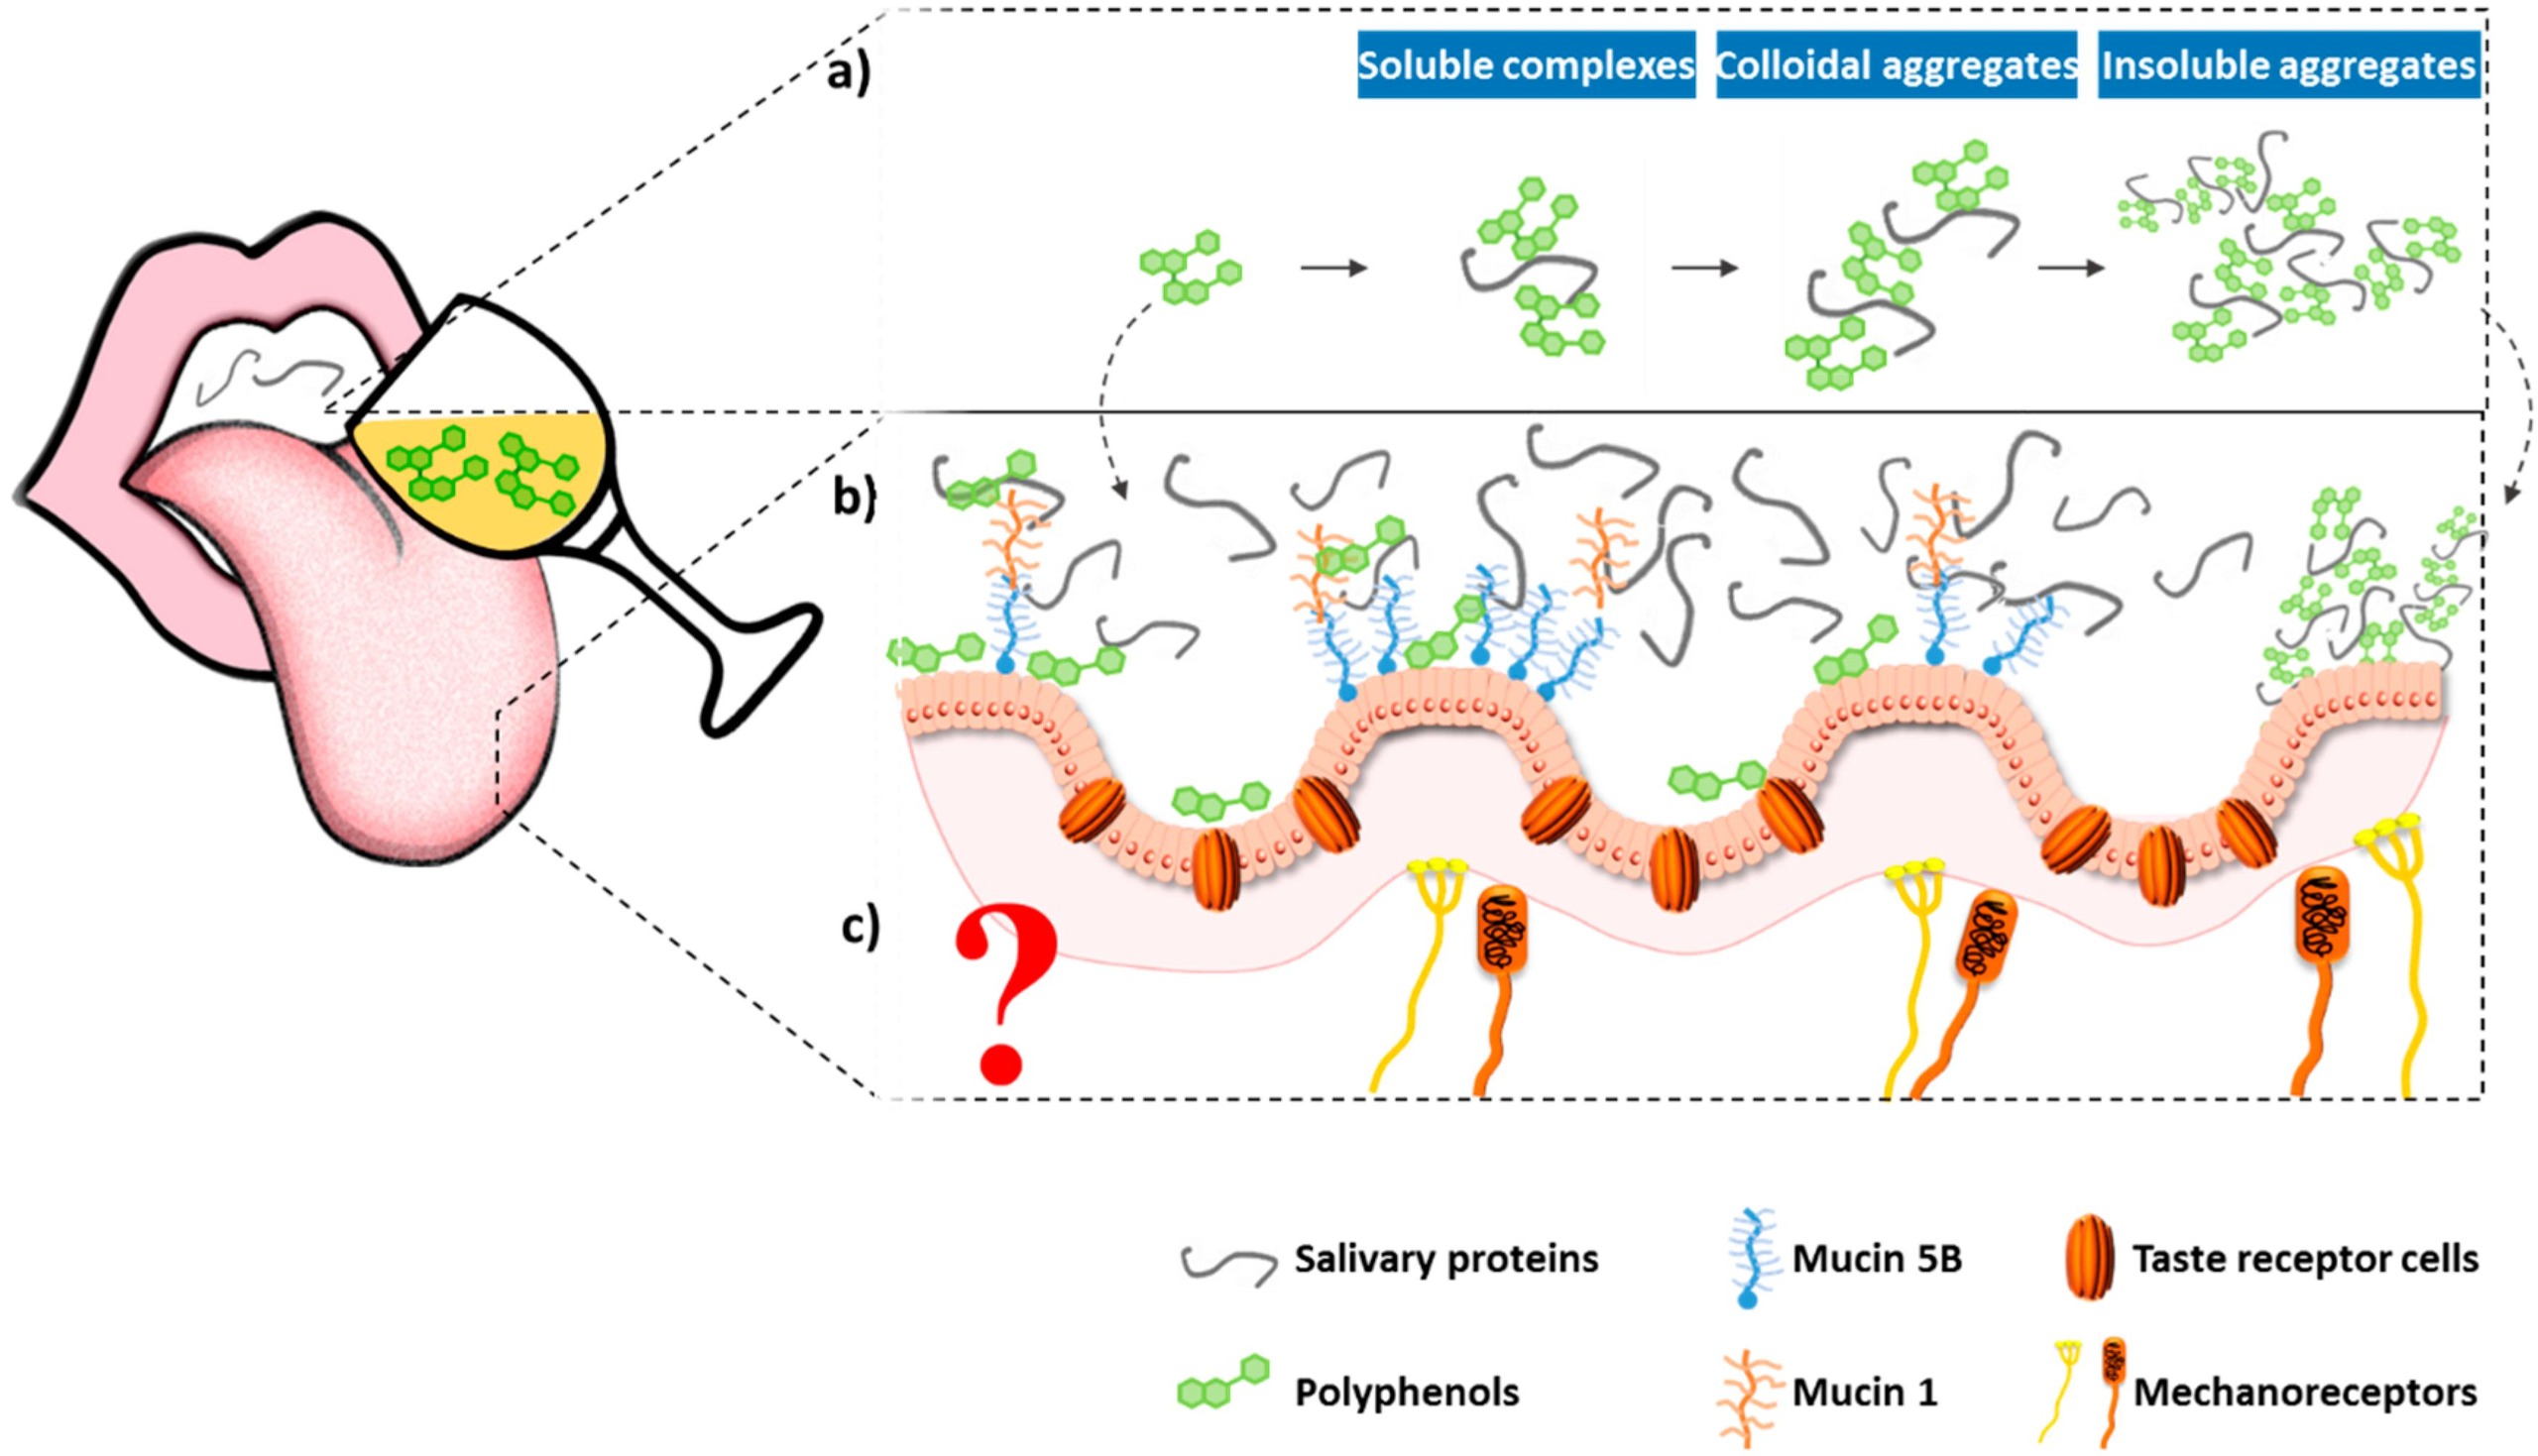 a)
Soluble complexes
Colloidal aggregates
Insoluble aggregates
b)
c)
?
Salivary proteins
Mucin 5B
Taste receptor cells
Polyphenols
Mucin 1
Mechanoreceptors